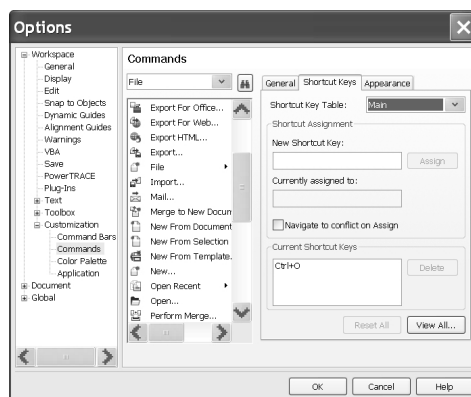 Options
Workspace
General
Display
Edit
Snap to Objects
Dynamic Guides
Alignment Guides
Warnings
VBA
Save
PowerTRACE
Plug-Ins
Text
Toolbox
Customization
Command Bars
Commands
Color Palette
Application
Document
Global
Commands
File
Export For Office...
Export For Web...
Export HTML...
Export...
File
Import...
Mail...
Merge to New Docum
New From Document
New From Selection
New From Template.
New...
Open Recent
Open...
Perform Merge...
General Shortcut Keys Appearance
Shortcut Key Table: Main
Shortcut Assignment
New Shortcut Key:
Assign
Currently assigned to:
Navigate to conflict on Assign
Current Shortcut Keys
Ctrl+O
Delete
Reset All View All...
OK Cancel Help